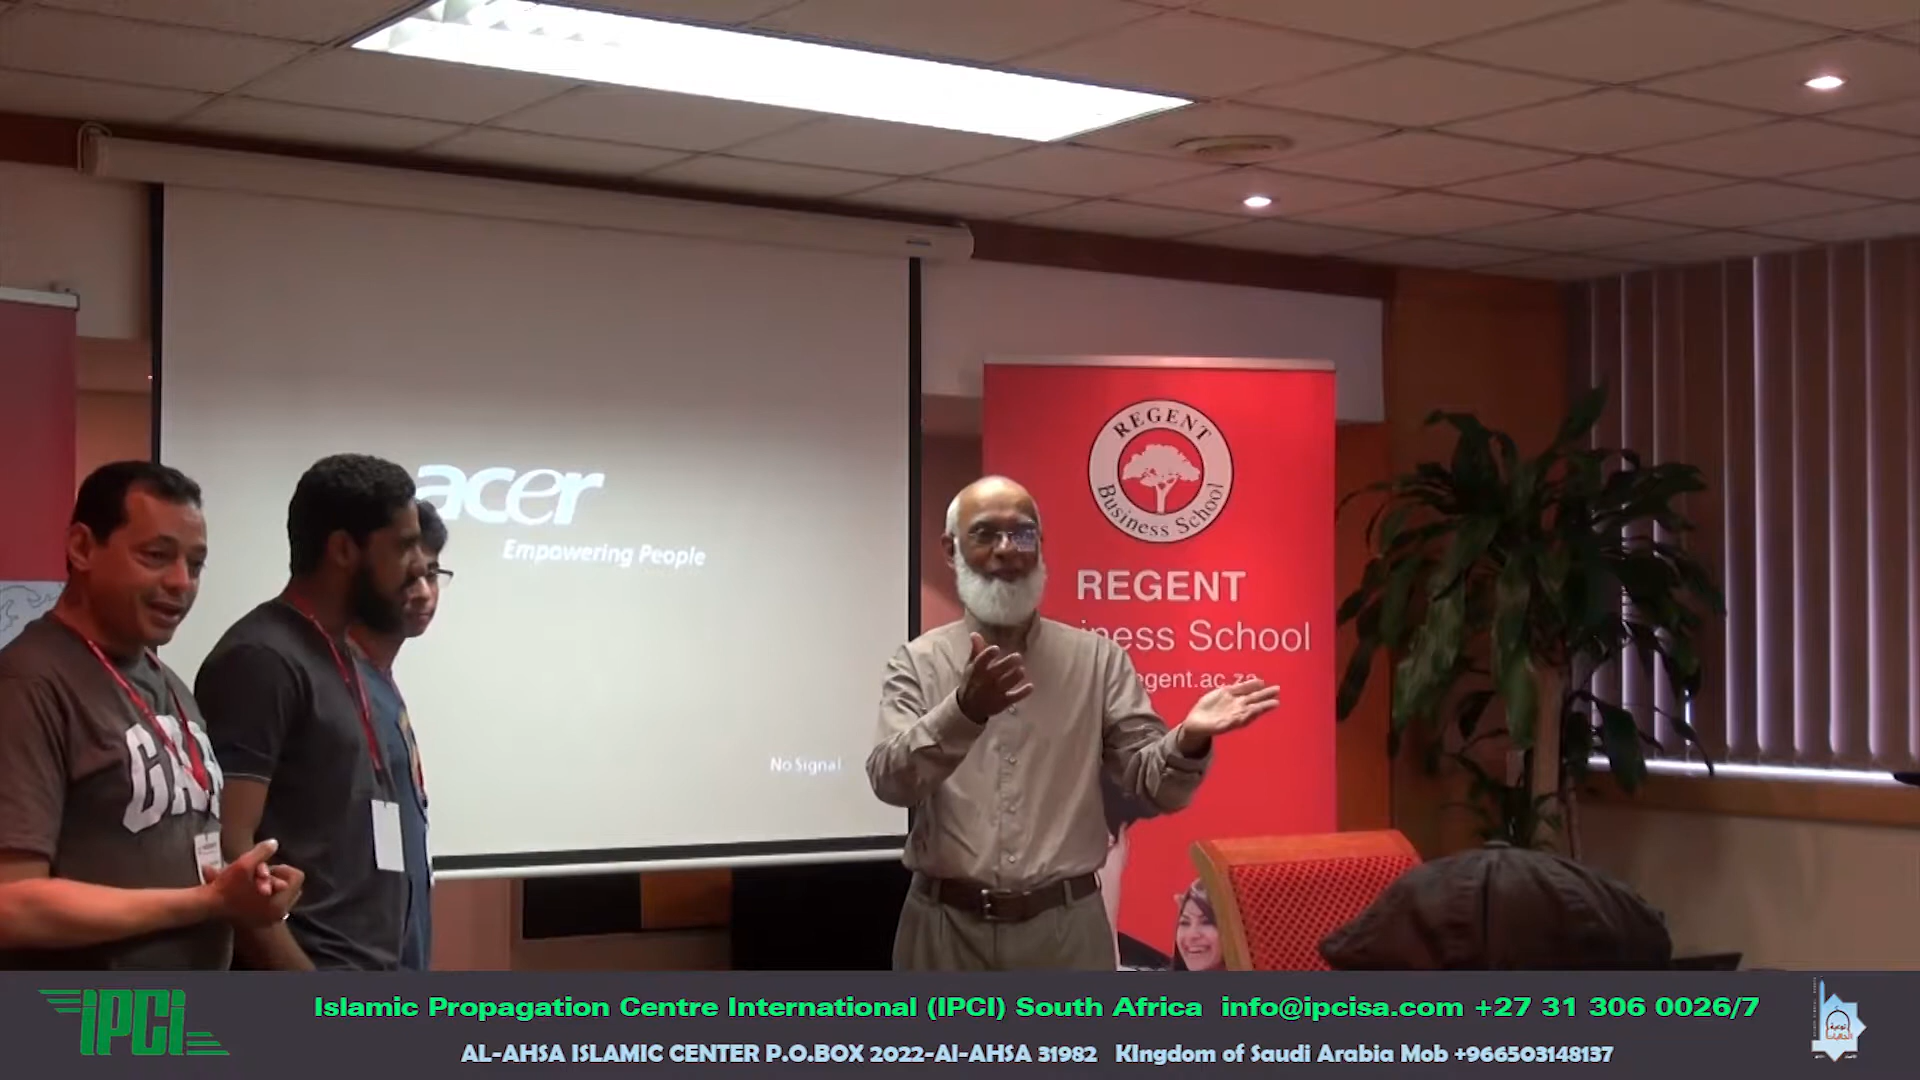 acer
Empowering People
No Signal
REGENT
Business School
REGENT
iness School
egent.ac.za
IPCI
Islamic Propagation Centre International (IPCI) South Africa info@ipcisa.com +27 31 306 0026/7
AL-AHSA ISLAMIC CENTER P.O.BOX 2022-Al-AHSA 31982 KIngdom of Saudi Arabia Mob +966503148137